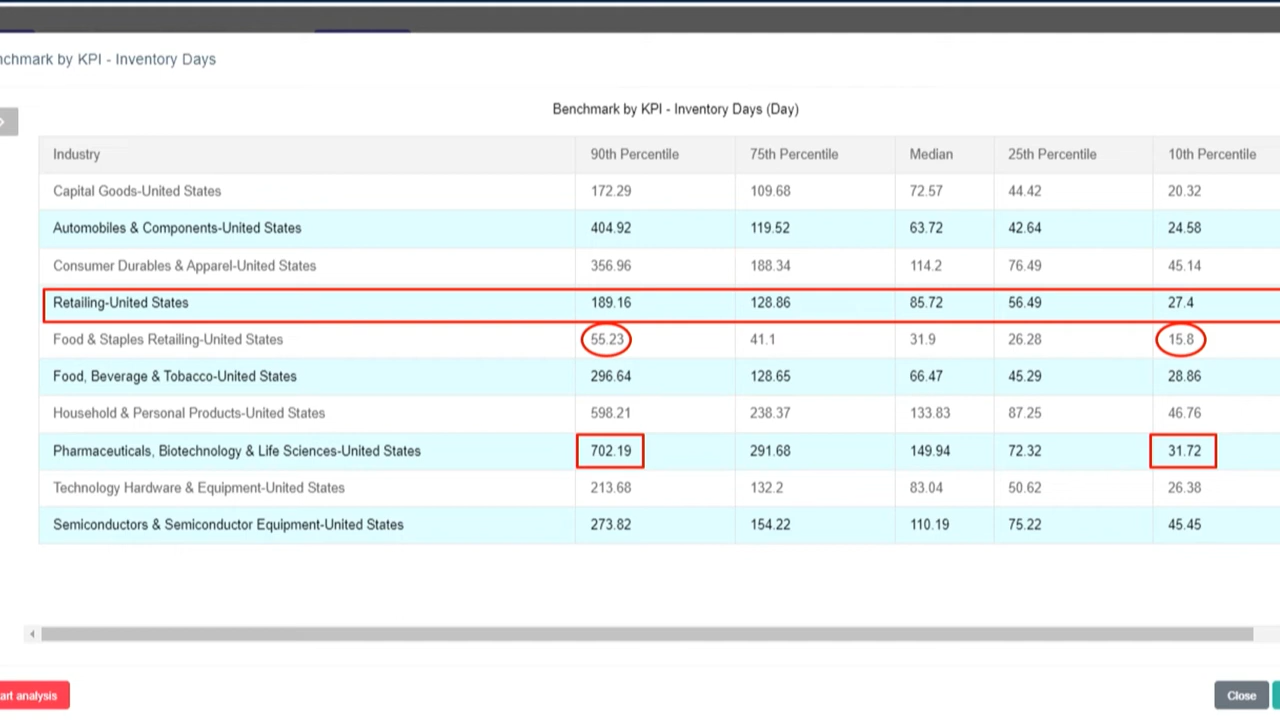 nchmark by KPI - Inventory Days
Benchmark by KPI - Inventory Days (Day)
Industry 90th Percentile 75th Percentile Median 25th Percentile 10th Percentile
Capital Goods-United States 172.29 109.68 72.57 44.42 20.32
Automobiles & Components-United States 404.92 119.52 63.72 42.64 24.58
Consumer Durables & Apparel-United States 356.96 188.34 114.2 76.49 45.14
Retailing-United States 189.16 128.86 85.72 56.49 27.4
Food & Staples Retailing-United States 55.23 41.1 31.9 26.28 15.8
Food, Beverage & Tobacco-United States 296.64 128.65 66.47 45.29 28.86
Household & Personal Products-United States 598.21 238.37 133.83 87.25 46.76
Pharmaceuticals, Biotechnology & Life Sciences-United States 702.19 291.68 149.94 72.32 31.72
Technology Hardware & Equipment-United States 213.68 132.2 83.04 50.62 26.38
Semiconductors & Semiconductor Equipment-United States 273.82 154.22 110.19 75.22 45.45
art analysis Close